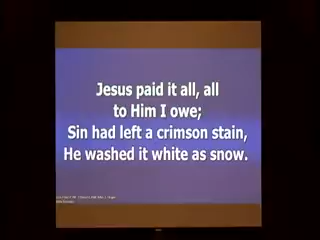 Jesus paid it all, all
to Him I owe;
Sin had left a crimson stain,
He washed it white as snow.